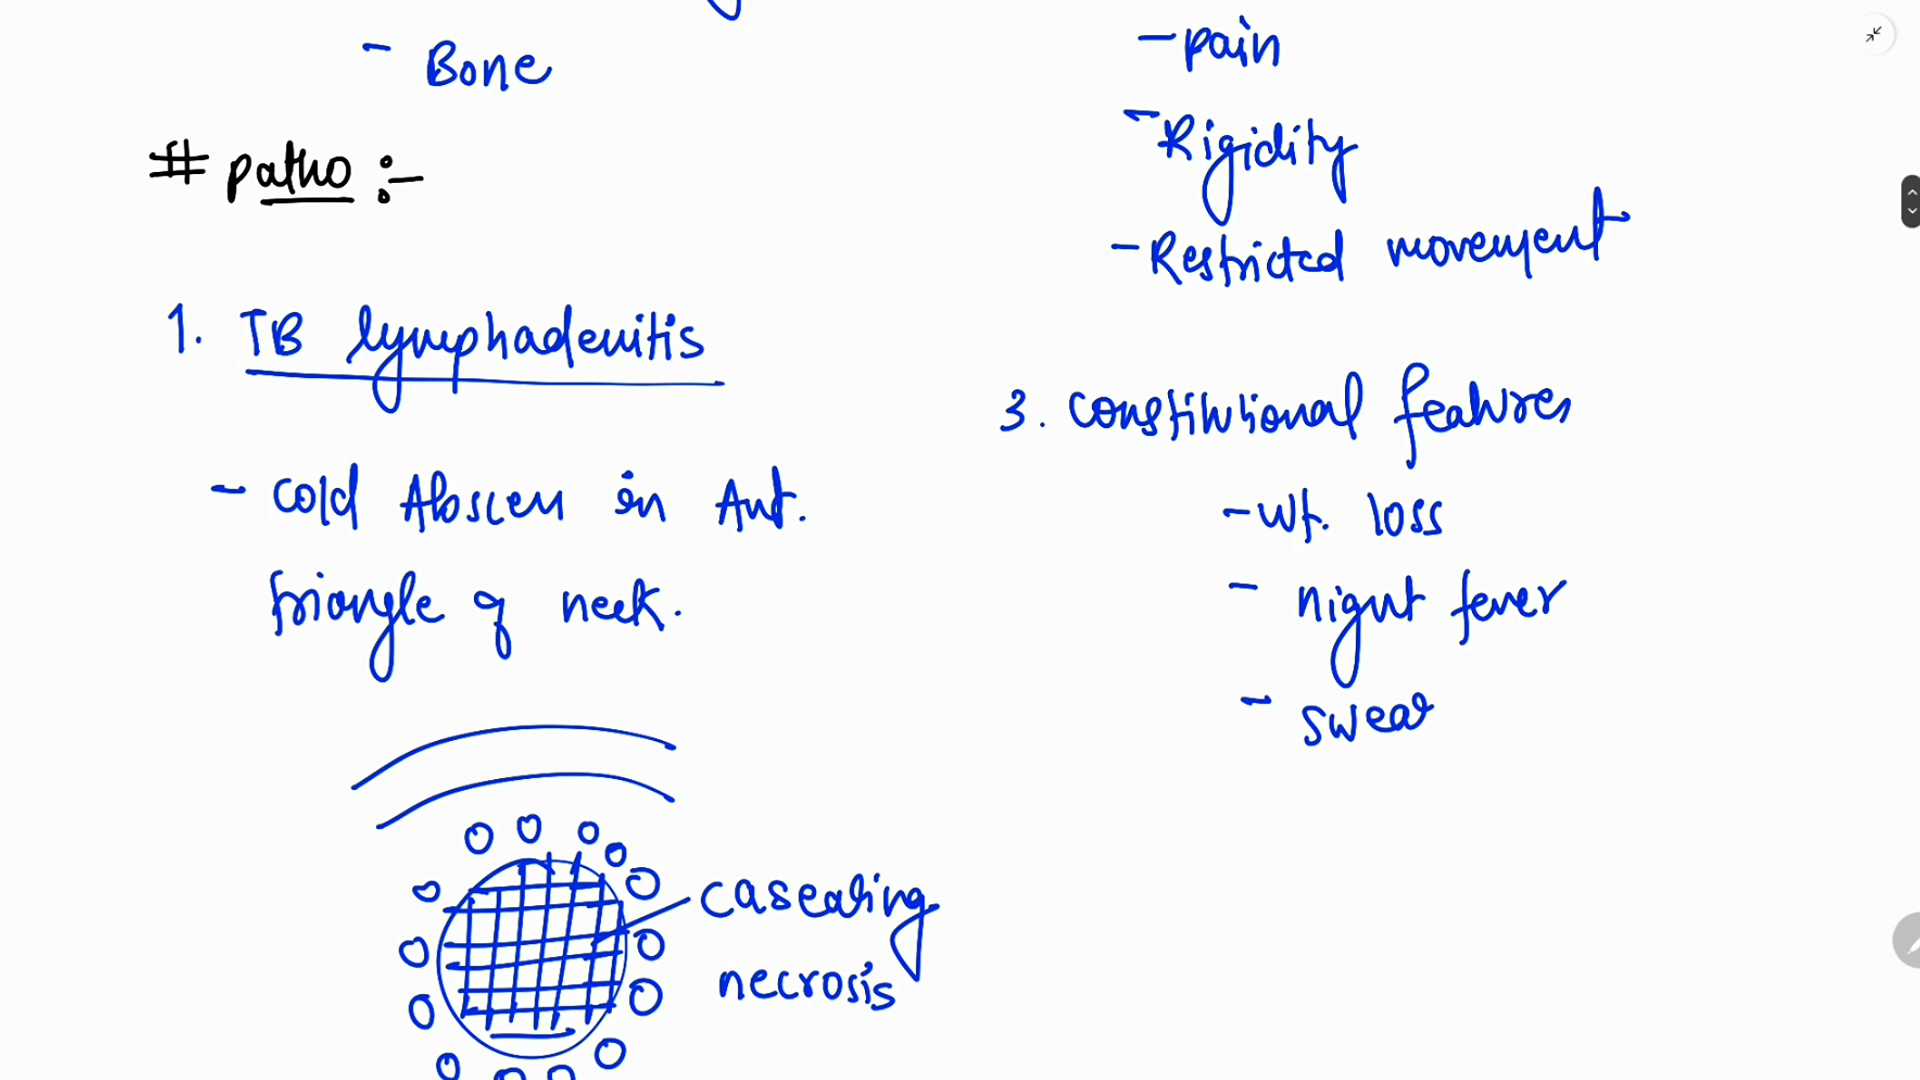 - Bone
# patho :-
1. TB lymphadenitis
- cold Abscess in Ant.
triangle of neck.
caseating
necrosis
- pain
- Rigidity
- Restricted movement
3. constitutional features
- wt. loss
- night fever
- swear